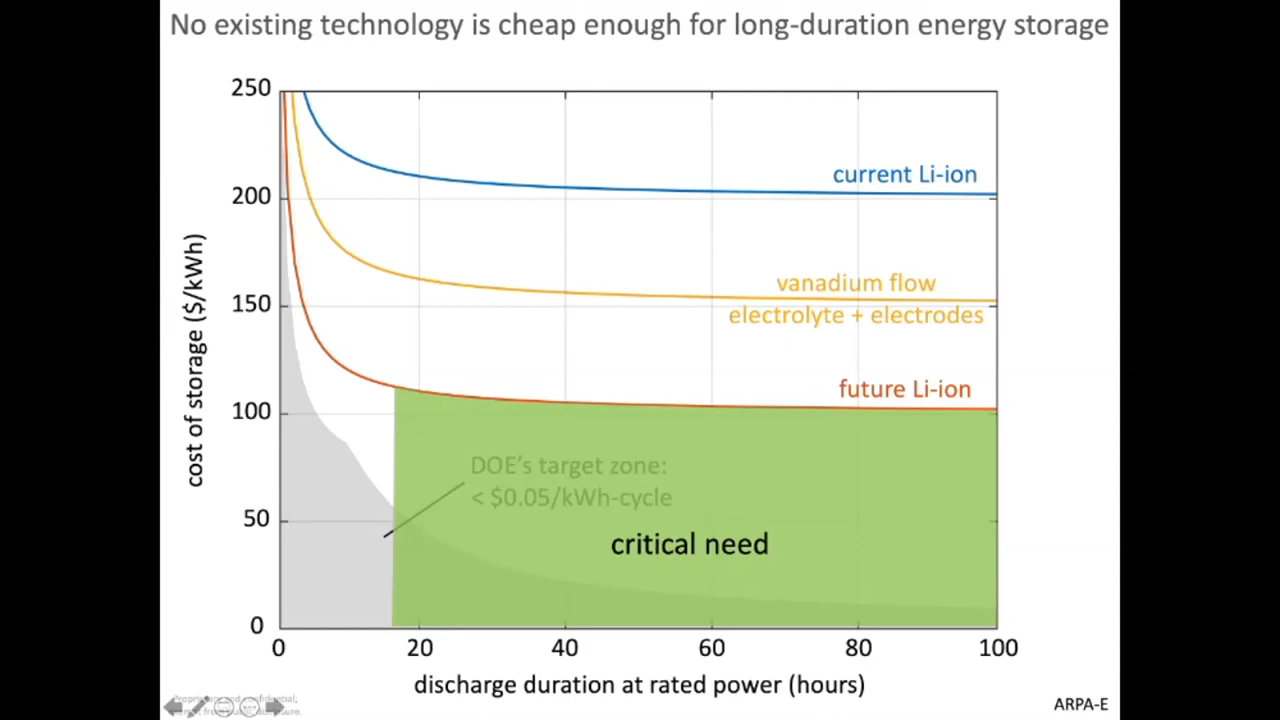 No existing technology is cheap enough for long-duration energy storage
250
200
150
100
50
0
cost of storage ($/kWh)
current Li-ion
vanadium flow
electrolyte + electrodes
future Li-ion
DOE's target zone:
< $0.05/kWh-cycle
critical need
0 20 40 60 80 100
discharge duration at rated power (hours)
ARPA-E